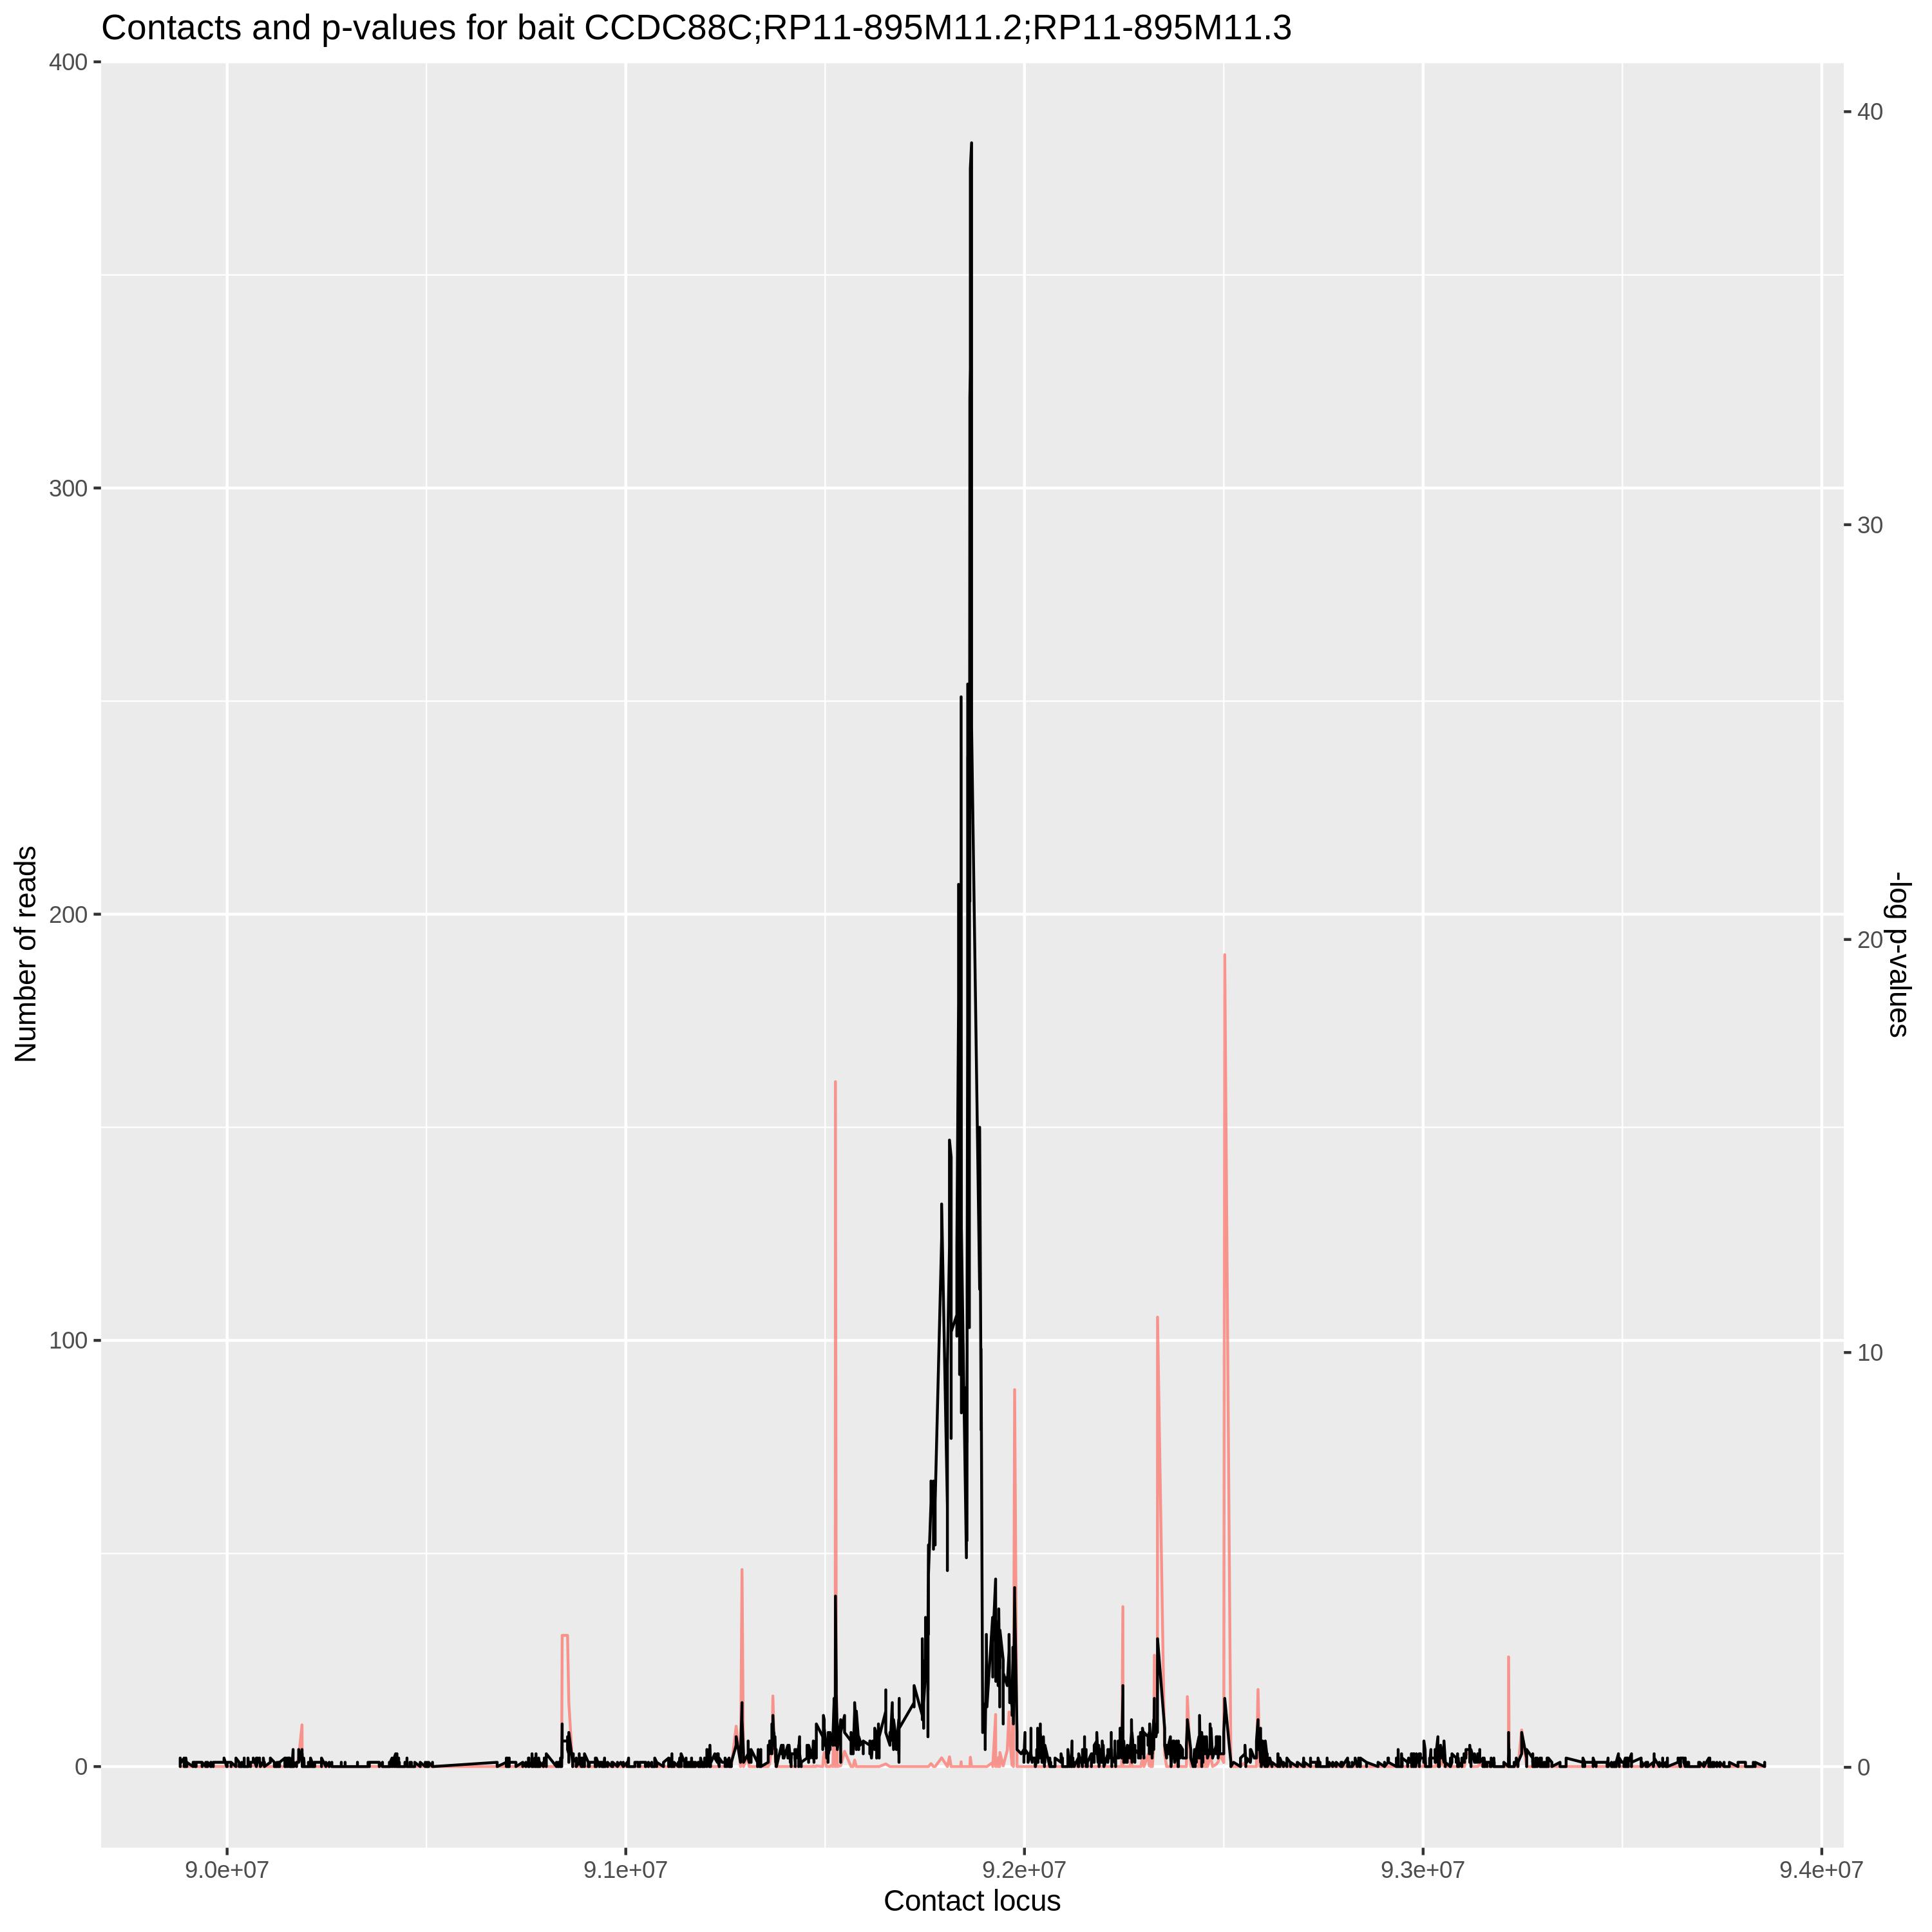 Contacts and p-values for bait CCDC88C;RP11-895M11.2;RP11-895M11.3
400
300
200
100
0
Number of reads
40
30
20
10
0
-log p-values
9.0e+07
9.1e+07
9.2e+07
9.3e+07
9.4e+07
Contact locus